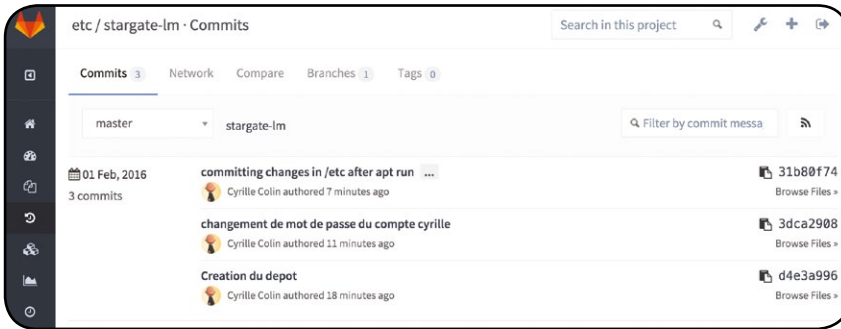 etc / stargate-lm · Commits
Search in this project
Commits 3 Network Compare Branches 1 Tags 0
master
stargate-lm
Filter by commit messa
01 Feb, 2016
3 commits
committing changes in /etc after apt run ...
Cyrille Colin authored 7 minutes ago
31b80f74
Browse Files »
changement de mot de passe du compte cyrille
Cyrille Colin authored 11 minutes ago
3dca2908
Browse Files »
Creation du depot
Cyrille Colin authored 18 minutes ago
d4e3a996
Browse Files »